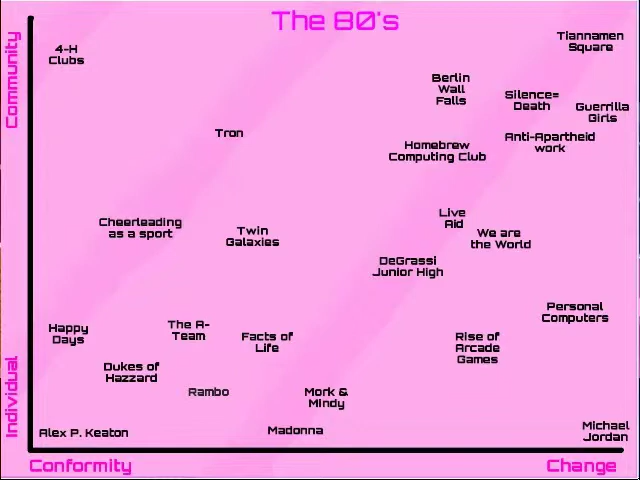 The 80's
Community
Tiannamen
Square
4-H
Clubs
Berlin
Wall
Falls
Silence=
Death
Guerrilla
Girls
Tron
Anti-Apartheid
work
Homebrew
Computing Club
Cheerleading
as a sport
Twin
Galaxies
Live
Aid
We are
the World
DeGrassi
Junior High
Personal
Computers
Happy
Days
The A-
Team
Facts of
Life
Rise of
Arcade
Games
Dukes of
Hazzard
Rambo
Mork &
Mindy
Individual
Alex P. Keaton
Madonna
Michael
Jordan
Conformity
Change